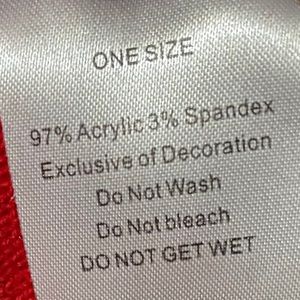 ONE SIZE
97% Acrylic 3% Spandex
Exclusive of Decoration
Do Not Wash
Do Not bleach
DO NOT GET WET